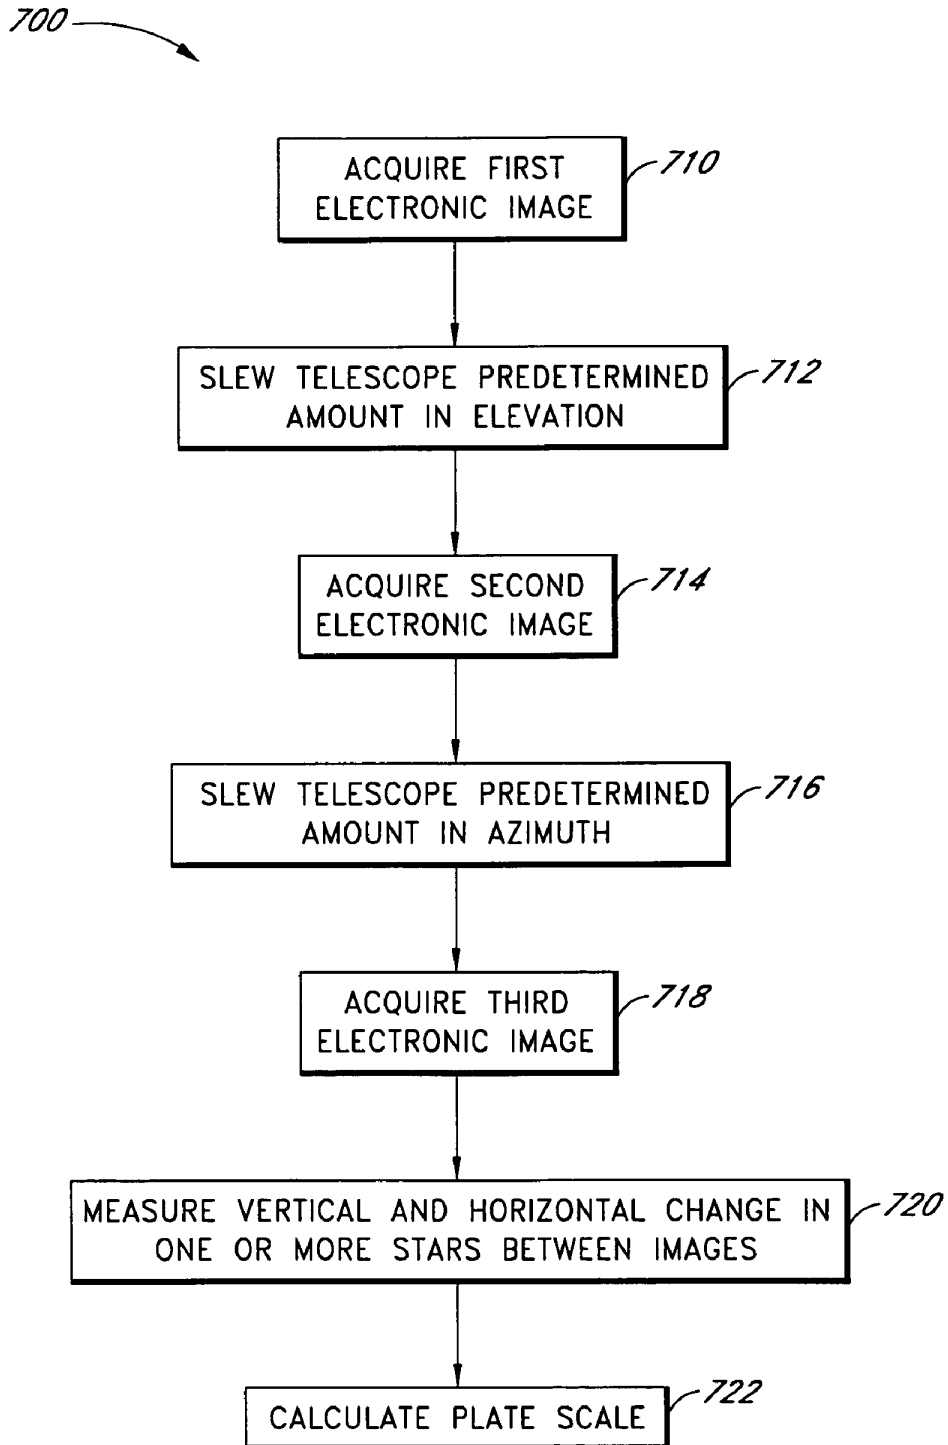 700
ACQUIRE FIRST
ELECTRONIC IMAGE
710
SLEW TELESCOPE PREDETERMINED
AMOUNT IN ELEVATION
712
ACQUIRE SECOND
ELECTRONIC IMAGE
714
SLEW TELESCOPE PREDETERMINED
AMOUNT IN AZIMUTH
716
ACQUIRE THIRD
ELECTRONIC IMAGE
718
MEASURE VERTICAL AND HORIZONTAL CHANGE IN
ONE OR MORE STARS BETWEEN IMAGES
720
CALCULATE PLATE SCALE
722